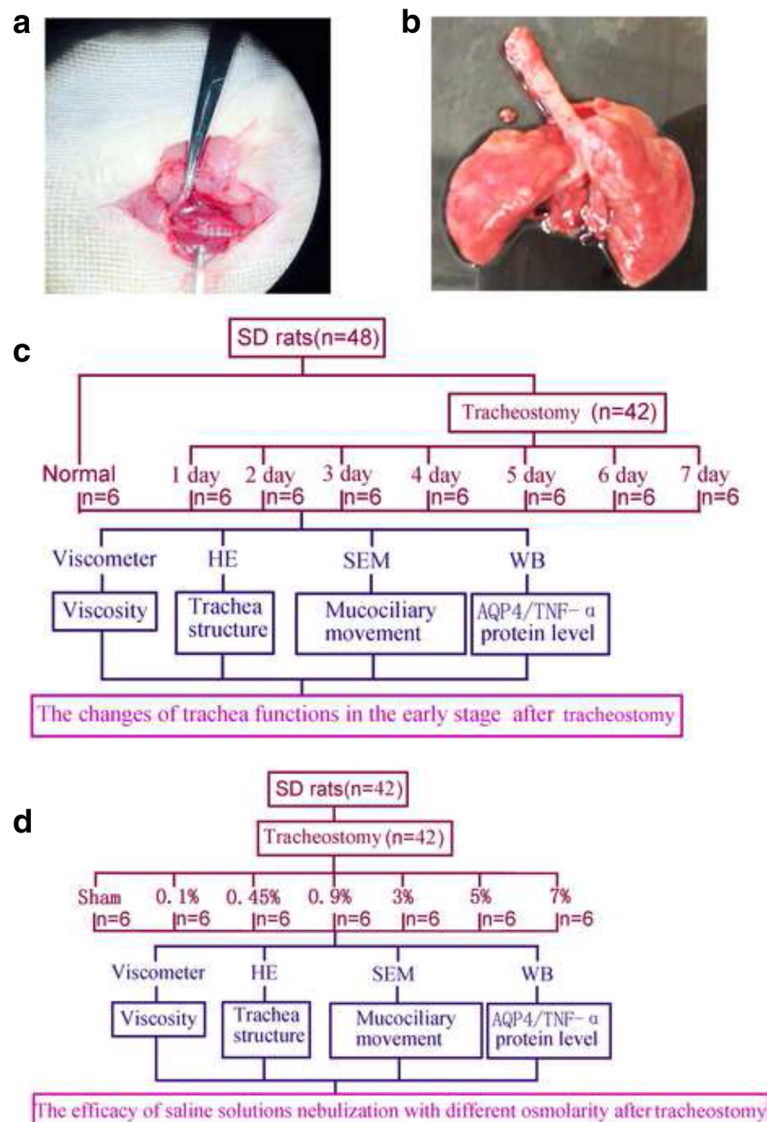 a
b
c
SD rats(n=48)
Tracheostomy (n=42)
Normal 1 day 2 day 3 day 4 day 5 day 6 day 7 day
n=6 n=6 n=6 n=6 n=6 n=6 n=6 n=6
Viscometer HE SEM WB
Viscosity
Trachea
structure
Mucociliary
movement
AQP4/TNF-α
protein level
The changes of trachea functions in the early stage after tracheostomy
d
SD rats(n=42)
Tracheostomy (n=42)
Sham 0.1% 0.45% 0.9% 3% 5% 7%
n=6 n=6 n=6 n=6 n=6 n=6 n=6
Viscometer HE SEM WB
Viscosity
Trachea
structure
Mucociliary
movement
AQP4/TNF-α
protein level
The efficacy of saline solutions nebulization with different osmolarity after tracheostomy